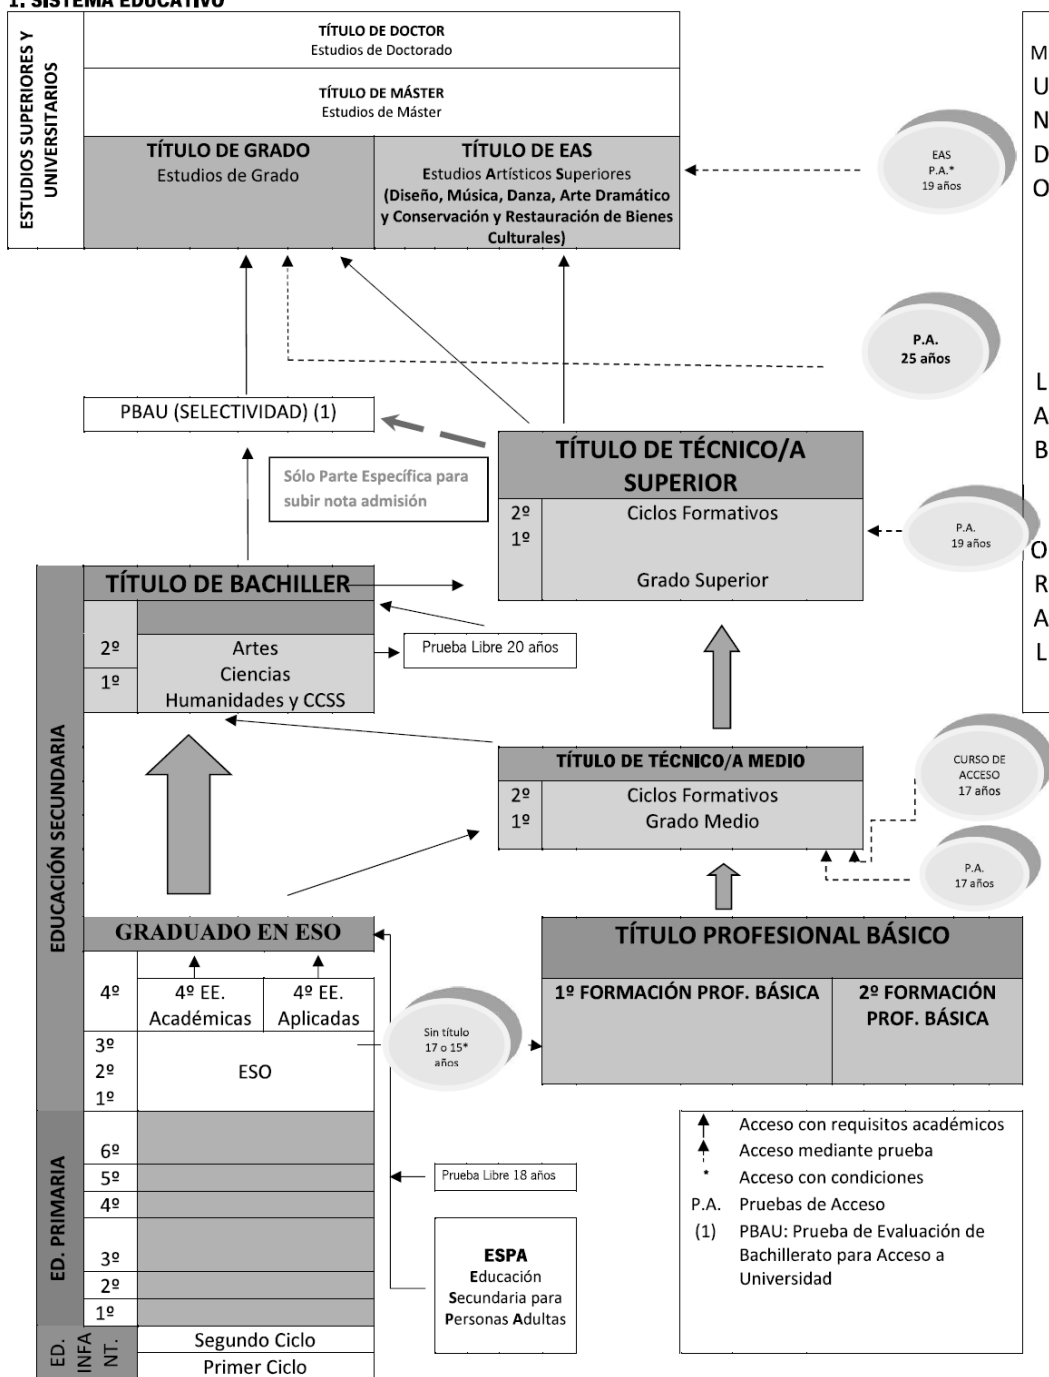 1. SISTEMA EDUCATIVO
ESTUDIOS SUPERIORES Y
UNIVERSITARIOS
TÍTULO DE DOCTOR
Estudios de Doctorado
TÍTULO DE MÁSTER
Estudios de Máster
TÍTULO DE GRADO
Estudios de Grado
TÍTULO DE EAS
Estudios Artísticos Superiores
(Diseño, Música, Danza, Arte Dramático
y Conservación y Restauración de Bienes
Culturales)
EAS
P.A.*
19 años
M
U
N
D
O
L
A
B
O
R
A
L
P.A.
25 años
PBAU (SELECTIVIDAD) (1)
Sólo Parte Específica para
subir nota admisión
TÍTULO DE TÉCNICO/A
SUPERIOR
2º
Ciclos Formativos
1º
Grado Superior
P.A.
19 años
EDUCACIÓN SECUNDARIA
TÍTULO DE BACHILLER
2º
Artes
1º
Ciencias
Humanidades y CCSS
Prueba Libre 20 años
TÍTULO DE TÉCNICO/A MEDIO
2º
Ciclos Formativos
1º
Grado Medio
CURSO DE
ACCESO
17 años
P.A.
17 años
GRADUADO EN ESO
4º
4º EE.
Académicas
4º EE.
Aplicadas
3º
2º
ESO
1º
Sin título
17 o 15*
años
TÍTULO PROFESIONAL BÁSICO
1º FORMACIÓN PROF. BÁSICA
2º FORMACIÓN
PROF. BÁSICA
ED. PRIMARIA
6º
5º
4º
3º
2º
1º
Prueba Libre 18 años
ESPA
Educación
Secundaria para
Personas Adultas
Acceso con requisitos académicos
Acceso mediante prueba
* Acceso con condiciones
P.A. Pruebas de Acceso
(1) PBAU: Prueba de Evaluación de
Bachillerato para Acceso a
Universidad
ED.
INFA
NT.
Segundo Ciclo
Primer Ciclo